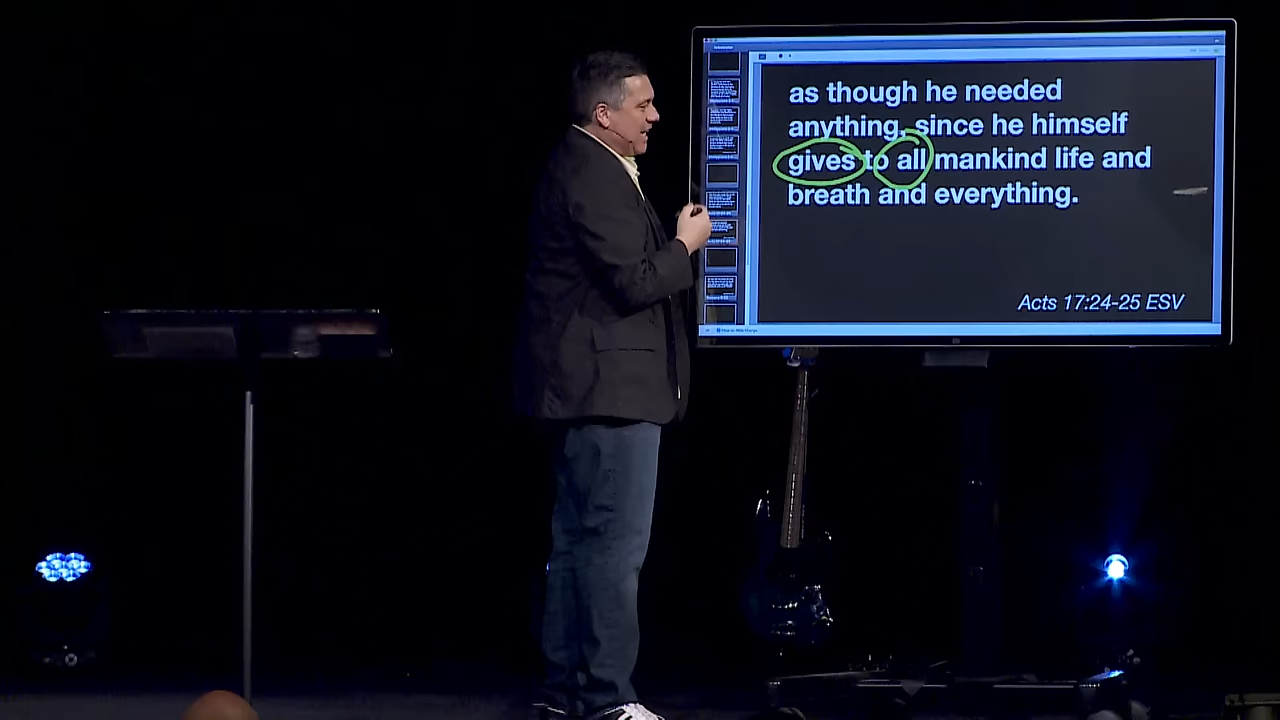 as though he needed
anything, since he himself
gives to all mankind life and
breath and everything.
Acts 17:24-25 ESV